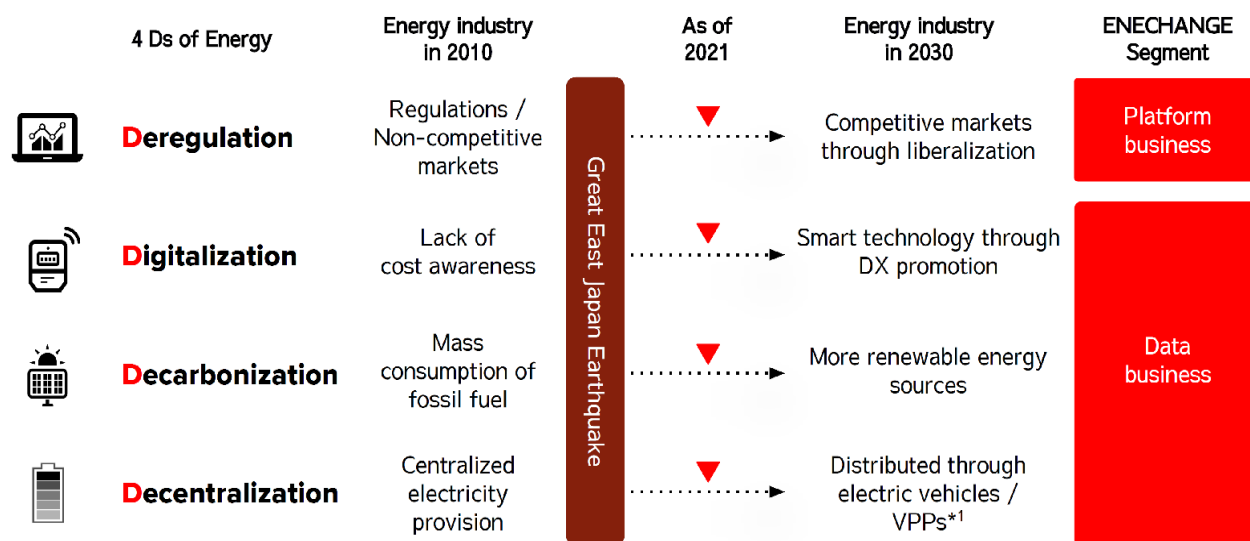 4 Ds of Energy
Energy industry
in 2010
As of
2021
Energy industry
in 2030
ENECHANGE
Segment
Deregulation
Regulations /
Non-competitive
markets
Competitive markets
through liberalization
Platform
business
Great East Japan Earthquake
Digitalization
Lack of
cost awareness
Smart technology through
DX promotion
Decarbonization
Mass
consumption of
fossil fuel
More renewable energy
sources
Data
business
Decentralization
Centralized
electricity
provision
Distributed through
electric vehicles /
VPPs*1